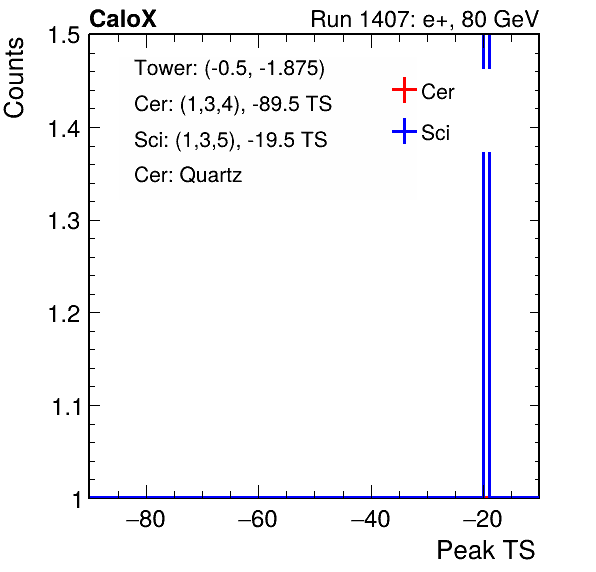 CaloX Run 1407: e+, 80 GeV
Counts
1.5
1.4
1.3
1.2
1.1
1
Tower: (-0.5, -1.875)
Cer: (1,3,4), -89.5 TS
Sci: (1,3,5), -19.5 TS
Cer: Quartz
Cer
Sci
−80 −60 −40 −20
Peak TS